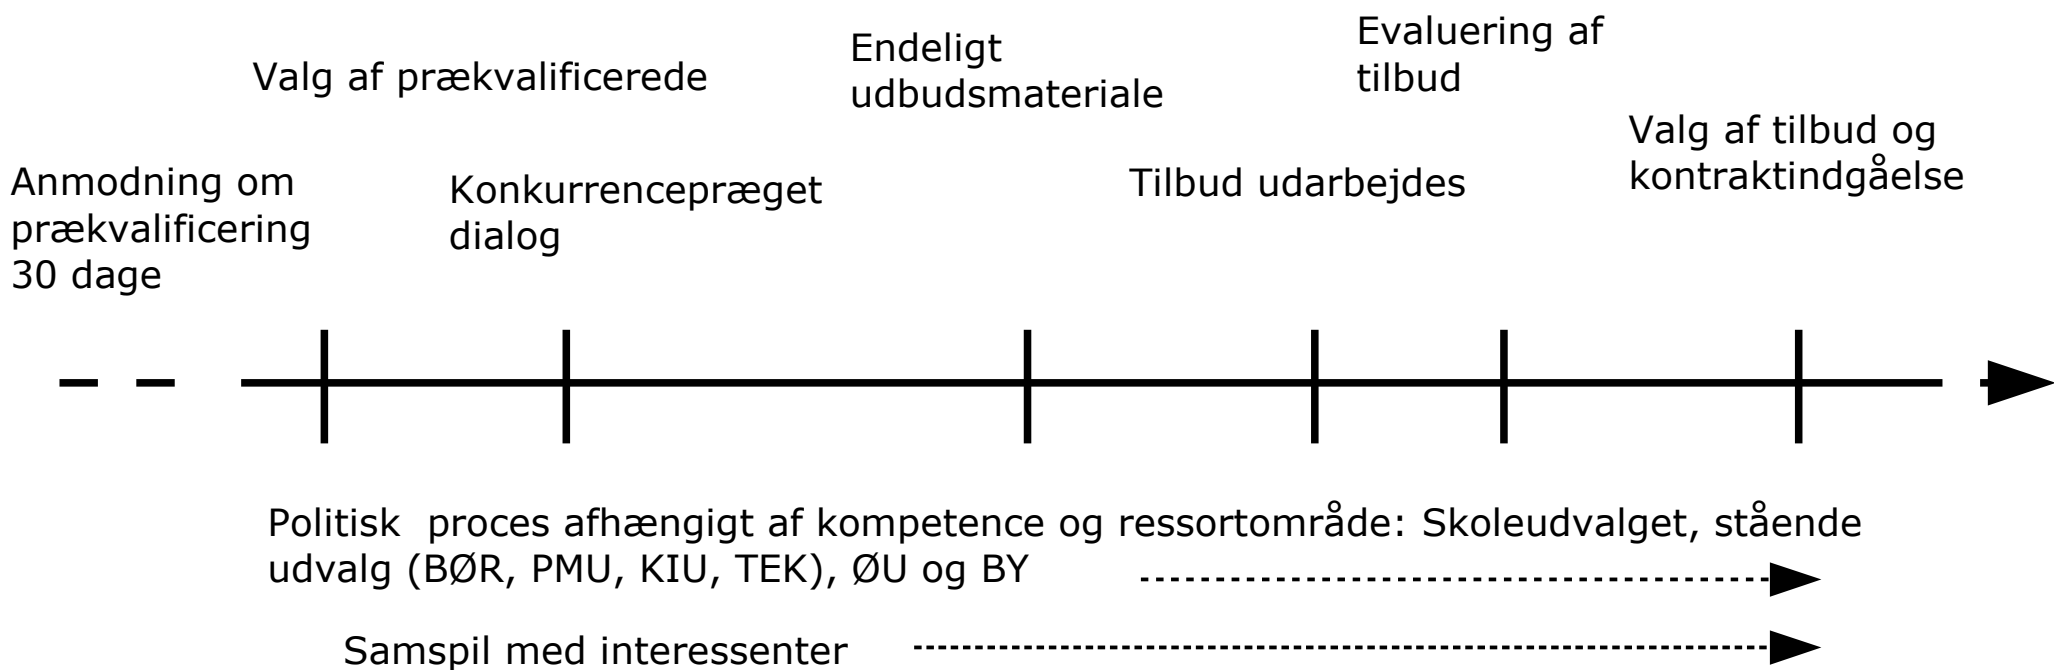 Anmodning om
prækvalificering
30 dage
Valg af prækvalificerede
Konkurrencepræget
dialog
Endeligt
udbudsmateriale
Tilbud udarbejdes
Evaluering af
tilbud
Valg af tilbud og
kontraktindgåelse
Politisk  proces afhængigt af kompetence og ressortområde: Skoleudvalget, stående
udvalg (BØR, PMU, KIU, TEK), ØU og BY
Samspil med interessenter